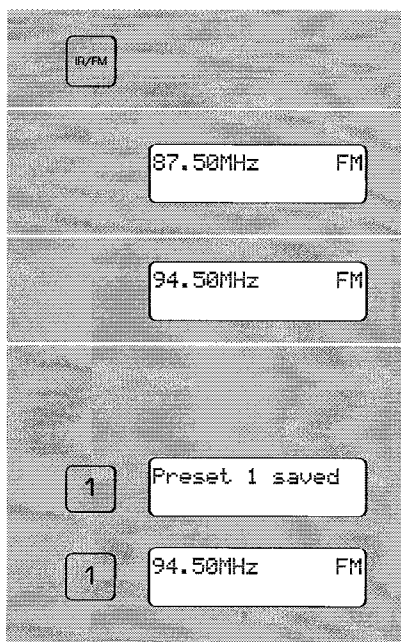 IR/FM
87.50MHz FM
94.50MHz FM
1 Preset 1 saved
1 94.50MHz FM